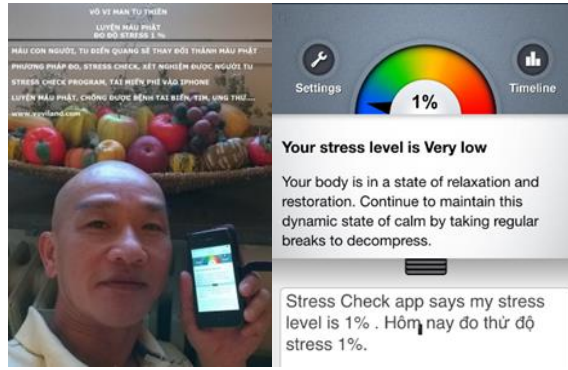 VÔ VI MAN TU THIỀN
LUYỆN MÁU PHẬT
ĐO ĐỘ STRESS 1 %
MÁU CON NGƯỜI, TU ĐIỂN QUANG SẼ THAY ĐỔI THÀNH MÁU PHẬT
PHƯƠNG PHÁP ĐO, STRESS CHECK, XÉT NGHIỆM ĐƯỢC NGƯỜI TU
STRESS CHECK PROGRAM, TAI MIỄN PHÍ VÀO IPHONE
LUYỆN MÁU PHẬT, CHỐNG ĐƯỢC BỆNH TAI BIẾN, TIM, UNG THƯ....
www.voviland.com
Settings
1%
Timeline
Your stress level is Very low
Your body is in a state of relaxation and
restoration. Continue to maintain this
dynamic state of calm by taking regular
breaks to decompress.
Stress Check app says my stress
level is 1% . Hôm nay đo thử độ
stress 1%.